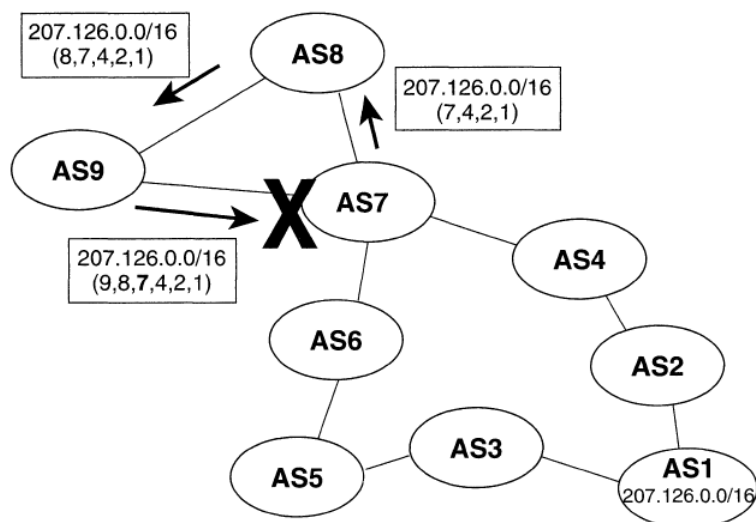 207.126.0.0/16
(8,7,4,2,1)
AS8
207.126.0.0/16
(7,4,2,1)
AS9
AS7
X
207.126.0.0/16
(9,8,7,4,2,1)
AS4
AS6
AS2
AS3
AS5
AS1
207.126.0.0/16